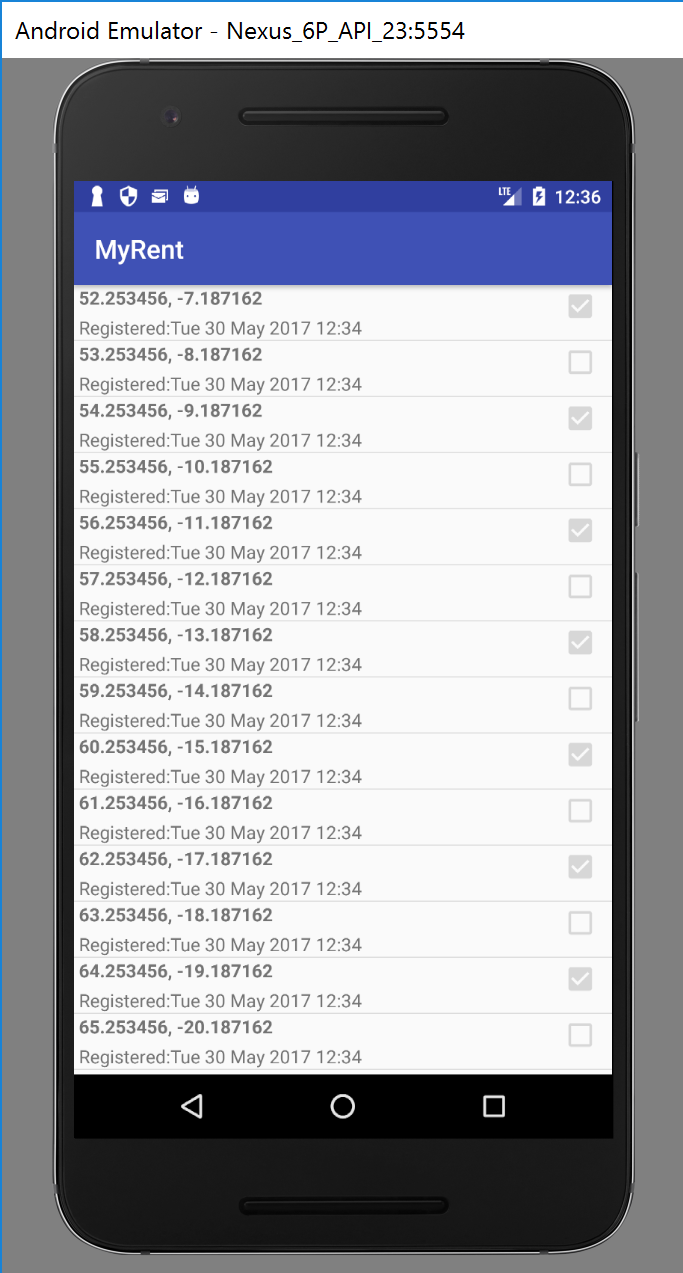 Android Emulator - Nexus_6P_API_23:5554
LTE 12:36
MyRent
52.253456, -7.187162
Registered:Tue 30 May 2017 12:34
53.253456, -8.187162
Registered:Tue 30 May 2017 12:34
54.253456, -9.187162
Registered:Tue 30 May 2017 12:34
55.253456, -10.187162
Registered:Tue 30 May 2017 12:34
56.253456, -11.187162
Registered:Tue 30 May 2017 12:34
57.253456, -12.187162
Registered:Tue 30 May 2017 12:34
58.253456, -13.187162
Registered:Tue 30 May 2017 12:34
59.253456, -14.187162
Registered:Tue 30 May 2017 12:34
60.253456, -15.187162
Registered:Tue 30 May 2017 12:34
61.253456, -16.187162
Registered:Tue 30 May 2017 12:34
62.253456, -17.187162
Registered:Tue 30 May 2017 12:34
63.253456, -18.187162
Registered:Tue 30 May 2017 12:34
64.253456, -19.187162
Registered:Tue 30 May 2017 12:34
65.253456, -20.187162
Registered:Tue 30 May 2017 12:34